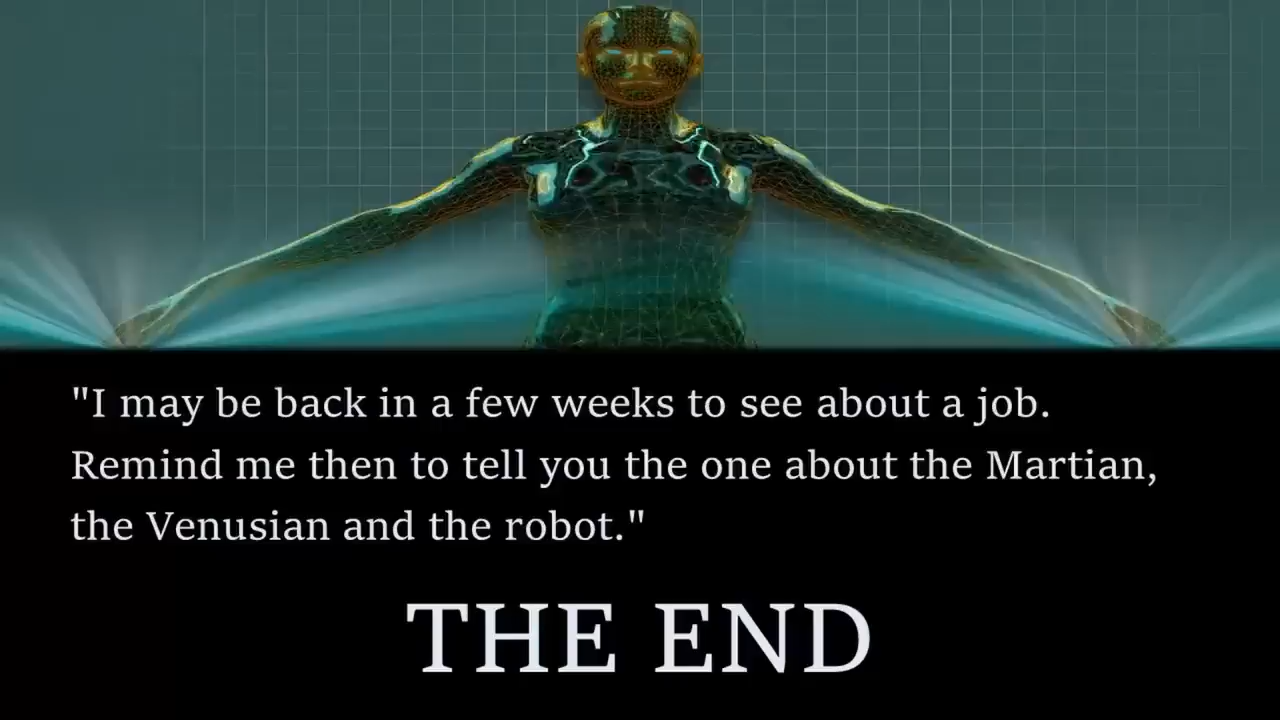 "I may be back in a few weeks to see about a job.
Remind me then to tell you the one about the Martian,
the Venusian and the robot."
THE END